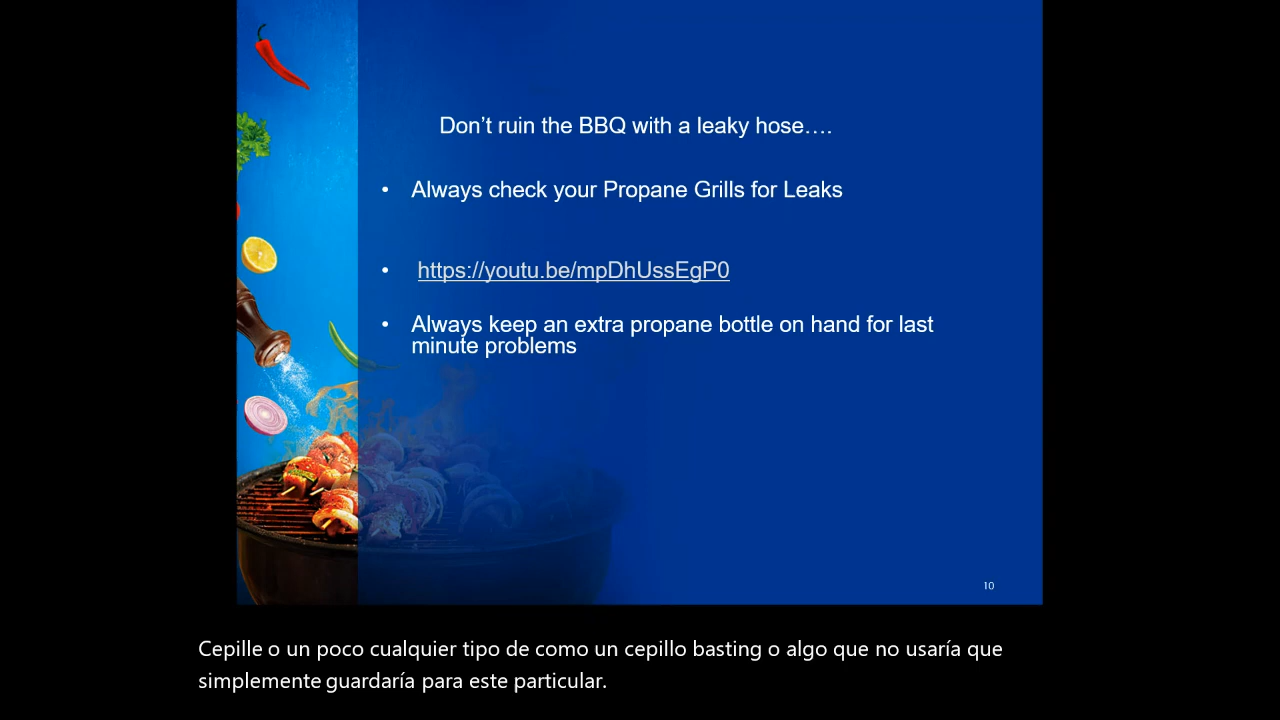 Don’t ruin the BBQ with a leaky hose….
• Always check your Propane Grills for Leaks
• https://youtu.be/mpDhUssEgP0
• Always keep an extra propane bottle on hand for last
minute problems
10
Cepille o un poco cualquier tipo de como un cepillo basting o algo que no usaría que
simplemente guardaría para este particular.